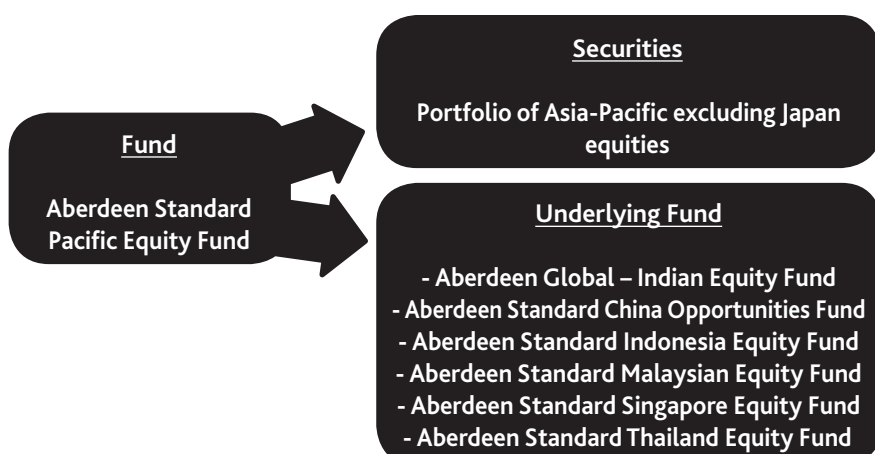 Fund
Aberdeen Standard
Pacific Equity Fund
Securities
Portfolio of Asia-Pacific excluding Japan
equities
Underlying Fund
- Aberdeen Global – Indian Equity Fund
- Aberdeen Standard China Opportunities Fund
- Aberdeen Standard Indonesia Equity Fund
- Aberdeen Standard Malaysian Equity Fund
- Aberdeen Standard Singapore Equity Fund
- Aberdeen Standard Thailand Equity Fund